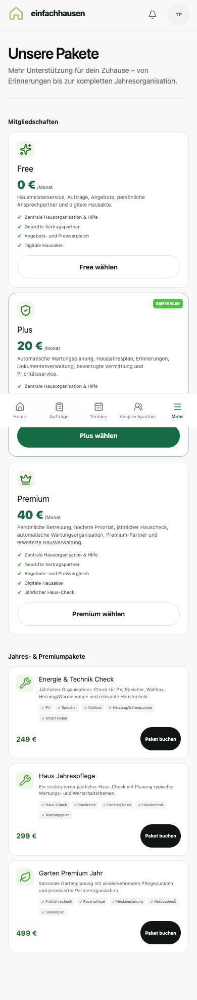 einfachhausen
TP
Unsere Pakete
Mehr Unterstützung für dein Zuhause – von
Erinnerungen bis zur kompletten Jahresorganisation.
Mitgliedschaften
Free
0 € /Monat
Hausmeisterservice, Aufträge, Angebote, persönliche
Ansprechpartner und digitale Hausakte.
Zentrale Hausorganisation & Hilfe
Geprüfte Vertragspartner
Angebots- und Preisvergleich
Digitale Hausakte
Free wählen
EMPFOHLEN
Plus
20 € /Monat
Automatische Wartungsplanung, Hausjahresplan, Erinnerungen,
Dokumentenverwaltung, bevorzugte Vermittlung und
Prioritätsservice.
Zentrale Hausorganisation & Hilfe
Home
Aufträge
Termine
Ansprechpartner
Mehr
Plus wählen
Premium
40 € /Monat
Persönliche Betreuung, höchste Priorität, jährlicher Hauscheck,
automatische Wartungsorganisation, Premium-Partner und
erweiterte Hausverwaltung.
Zentrale Hausorganisation & Hilfe
Geprüfte Vertragspartner
Angebots- und Preisvergleich
Digitale Hausakte
Jährlicher Haus-Check
Premium wählen
Jahres- & Premiumpakete
Energie & Technik Check
Jährlicher Organisations-Check für PV, Speicher, Wallbox,
Heizung/Wärmepumpe und relevante Haustechnik.
✓ PV ✓ Speicher ✓ Wallbox ✓ Heizung/Wärmepumpe
✓ Smart Home
249 €
Paket buchen
Haus Jahrespflege
Ein strukturierter jährlicher Haus-Check mit Planung typischer
Wartungs- und Werterhaltsthemen.
✓ Haus-Check ✓ Dachrinne ✓ Fenster/Türen ✓ Haustechnik
✓ Wartungsplan
299 €
Paket buchen
Garten Premium Jahr
Saisonale Gartenplanung mit wiederkehrenden Pflegepunkten
und priorisierter Partnerorganisation.
✓ Frühjahrscheck ✓ Rasenpflege ✓ Heckenplanung ✓ Herbstcheck
✓ Saisonplan
499 €
Paket buchen